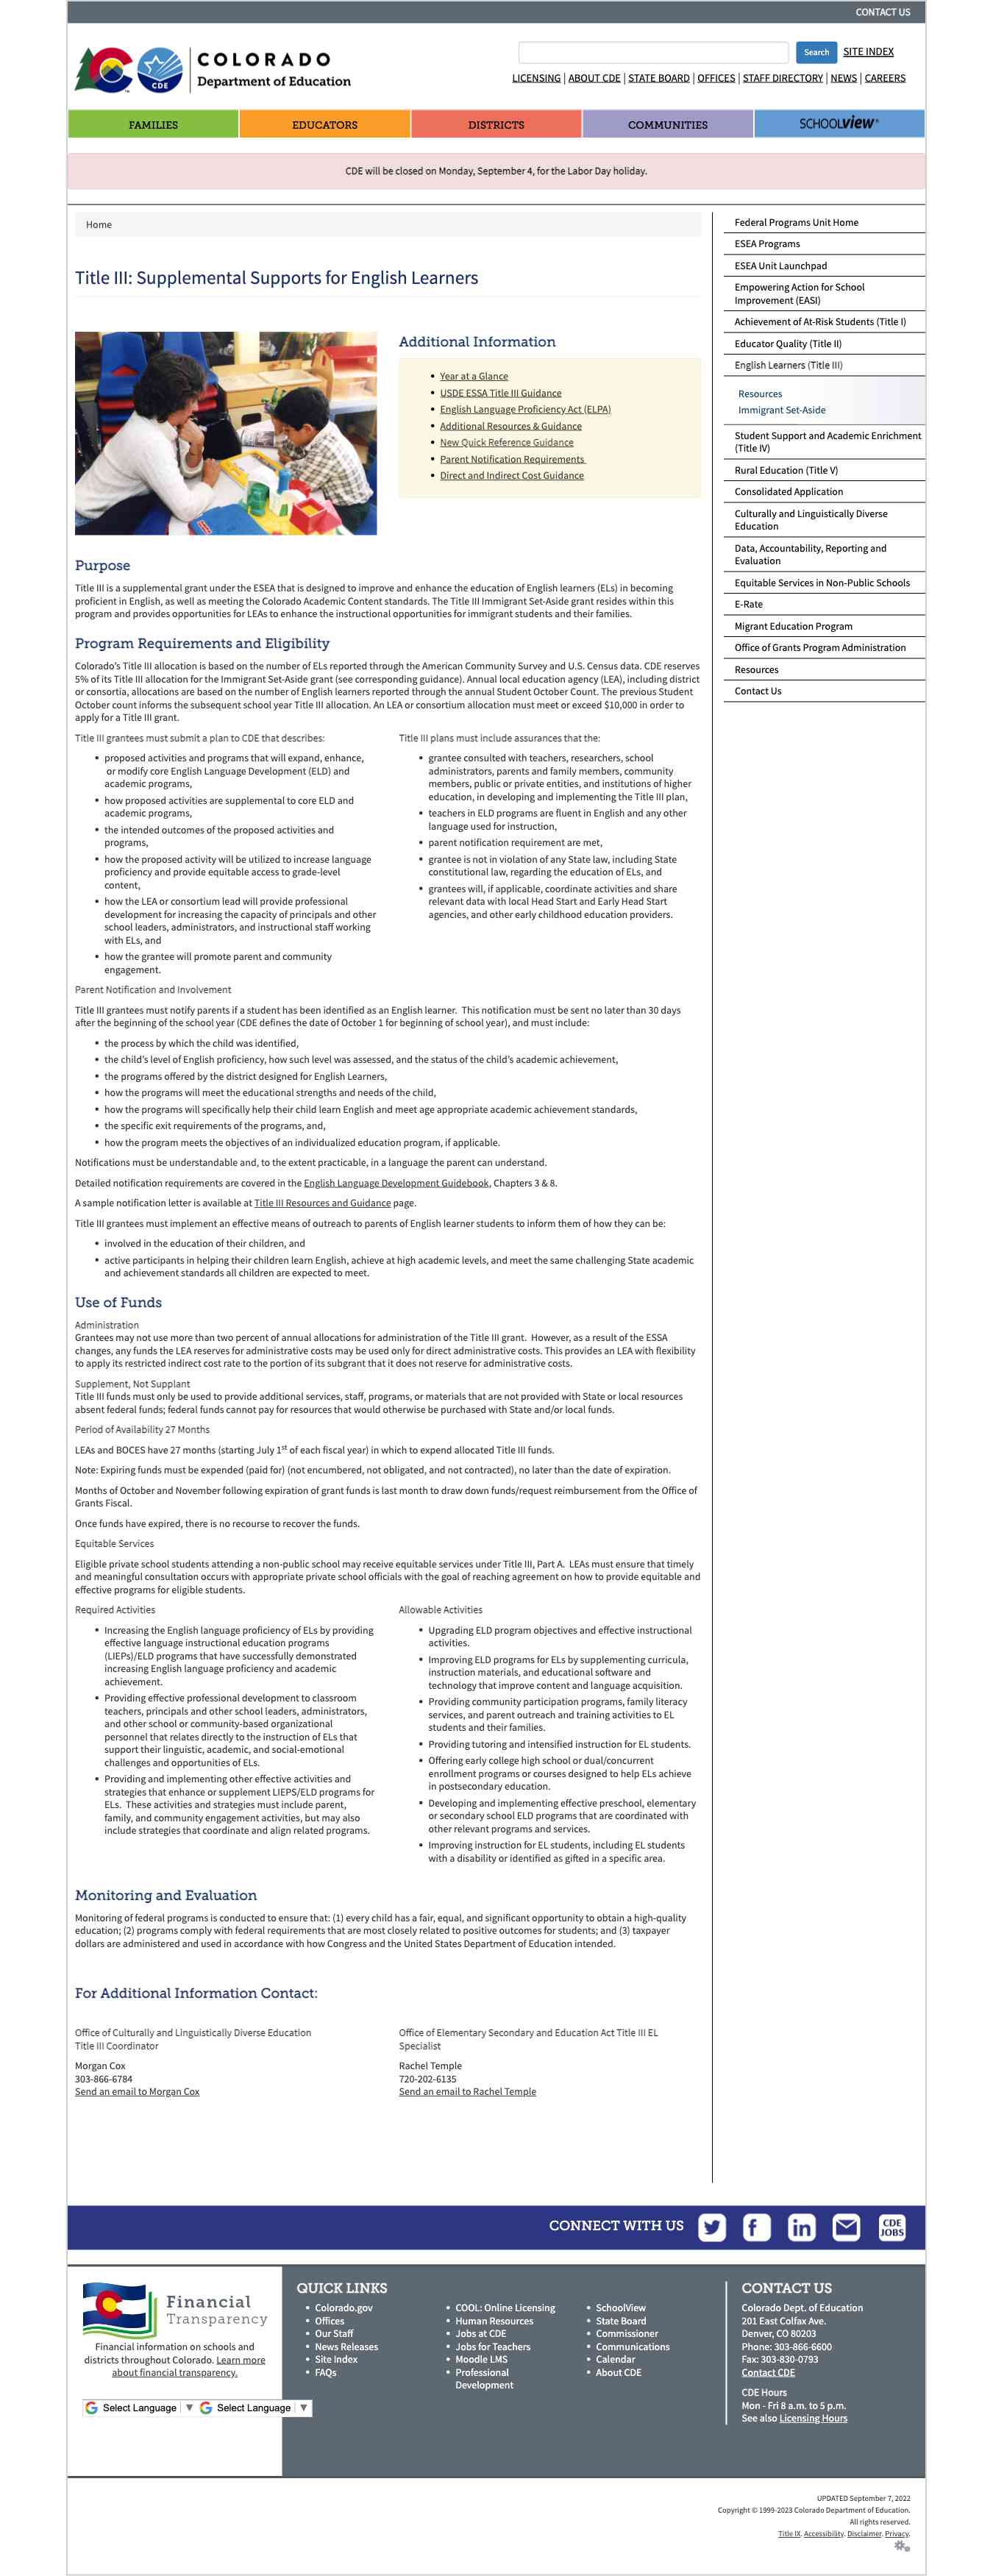 CONTACT US
COLORADO
Department of Education
CDE
Search
SITE INDEX
LICENSING | ABOUT CDE | STATE BOARD | OFFICES | STAFF DIRECTORY | NEWS | CAREERS
FAMILIES
EDUCATORS
DISTRICTS
COMMUNITIES
SCHOOLVIEW®
CDE will be closed on Monday, September 4, for the Labor Day holiday.
Home
Title III: Supplemental Supports for English Learners
Additional Information
• Year at a Glance
• USDE ESSA Title III Guidance
• English Language Proficiency Act (ELPA)
• Additional Resources & Guidance
• New Quick Reference Guidance
• Parent Notification Requirements
• Direct and Indirect Cost Guidance
Purpose
Title III is a supplemental grant under the ESEA that is designed to improve and enhance the education of English learners (ELs) in becoming
proficient in English, as well as meeting the Colorado Academic Content standards. The Title III Immigrant Set-Aside grant resides within this
program and provides opportunities for LEAs to enhance the instructional opportunities for immigrant students and their families.
Program Requirements and Eligibility
Colorado's Title III allocation is based on the number of ELs reported through the American Community Survey and U.S. Census data. CDE reserves
5% of its Title III allocation for the Immigrant Set-Aside grant (see corresponding guidance). Annual local education agency (LEA), including district
or consortia, allocations are based on the number of English learners reported through the annual Student October Count. The previous Student
October count informs the subsequent school year Title III allocation. An LEA or consortium allocation must meet or exceed $10,000 in order to
apply for a Title III grant.
Title III grantees must submit a plan to CDE that describes:
• proposed activities and programs that will expand, enhance,
or modify core English Language Development (ELD) and
academic programs,
• how proposed activities are supplemental to core ELD and
academic programs,
• the intended outcomes of the proposed activities and
programs,
• how the proposed activity will be utilized to increase language
proficiency and provide equitable access to grade-level
content,
• how the LEA or consortium lead will provide professional
development for increasing the capacity of principals and other
school leaders, administrators, and instructional staff working
with ELs, and
• how the grantee will promote parent and community
engagement.
Title III plans must include assurances that the:
• grantee consulted with teachers, researchers, school
administrators, parents and family members, community
members, public or private entities, and institutions of higher
education, in developing and implementing the Title III plan,
• teachers in ELD programs are fluent in English and any other
language used for instruction,
• parent notification requirement are met,
• grantee is not in violation of any State law, including State
constitutional law, regarding the education of ELs, and
• grantees will, if applicable, coordinate activities and share
relevant data with local Head Start and Early Head Start
agencies, and other early childhood education providers.
Parent Notification and Involvement
Title III grantees must notify parents if a student has been identified as an English learner. This notification must be sent no later than 30 days
after the beginning of the school year (CDE defines the date of October 1 for beginning of school year), and must include:
• the process by which the child was identified,
• the child's level of English proficiency, how such level was assessed, and the status of the child's academic achievement,
• the programs offered by the district designed for English Learners,
• how the programs will meet the educational strengths and needs of the child,
• how the programs will specifically help their child learn English and meet age appropriate academic achievement standards,
• the specific exit requirements of the programs, and,
• how the program meets the objectives of an individualized education program, if applicable.
Notifications must be understandable and, to the extent practicable, in a language the parent can understand.
Detailed notification requirements are covered in the English Language Development Guidebook, Chapters 3 & 8.
A sample notification letter is available at Title III Resources and Guidance page.
Title III grantees must implement an effective means of outreach to parents of English learner students to inform them of how they can be:
• involved in the education of their children, and
• active participants in helping their children learn English, achieve at high academic levels, and meet the same challenging State academic
and achievement standards all children are expected to meet.
Use of Funds
Administration
Grantees may not use more than two percent of annual allocations for administration of the Title III grant. However, as a result of the ESSA
changes, any funds the LEA reserves for administrative costs may be used only for direct administrative costs. This provides an LEA with flexibility
to apply its restricted indirect cost rate to the portion of its subgrant that it does not reserve for administrative costs.
Supplement, Not Supplant
Title III funds must only be used to provide additional services, staff, programs, or materials that are not provided with State or local resources
absent federal funds; federal funds cannot pay for resources that would otherwise be purchased with State and/or local funds.
Period of Availability 27 Months
LEAs and BOCES have 27 months (starting July 1st of each fiscal year) in which to expend allocated Title III funds.
Note: Expiring funds must be expended (paid for) (not encumbered, not obligated, and not contracted), no later than the date of expiration.
Months of October and November following expiration of grant funds is last month to draw down funds/request reimbursement from the Office of
Grants Fiscal.
Once funds have expired, there is no recourse to recover the funds.
Equitable Services
Eligible private school students attending a non-public school may receive equitable services under Title III, Part A. LEAs must ensure that timely
and meaningful consultation occurs with appropriate private school officials with the goal of reaching agreement on how to provide equitable and
effective programs for eligible students.
Required Activities
• Increasing the English language proficiency of ELs by providing
effective language instructional education programs
(LIEPs)/ELD programs that have successfully demonstrated
increasing English language proficiency and academic
achievement.
• Providing effective professional development to classroom
teachers, principals and other school leaders, administrators,
and other school or community-based organizational
personnel that relates directly to the instruction of ELs that
support their linguistic, academic, and social-emotional
challenges and opportunities of ELs.
• Providing and implementing other effective activities and
strategies that enhance or supplement LIEPS/ELD programs for
ELs. These activities and strategies must include parent,
family, and community engagement activities, but may also
include strategies that coordinate and align related programs.
Allowable Activities
• Upgrading ELD program objectives and effective instructional
activities.
• Improving ELD programs for ELs by supplementing curricula,
instruction materials, and educational software and
technology that improve content and language acquisition.
• Providing community participation programs, family literacy
services, and parent outreach and training activities to EL
students and their families.
• Providing tutoring and intensified instruction for EL students.
• Offering early college high school or dual/concurrent
enrollment programs or courses designed to help ELs achieve
in postsecondary education.
• Developing and implementing effective preschool, elementary
or secondary school ELD programs that are coordinated with
other relevant programs and services.
• Improving instruction for EL students, including EL students
with a disability or identified as gifted in a specific area.
Monitoring and Evaluation
Monitoring of federal programs is conducted to ensure that: (1) every child has a fair, equal, and significant opportunity to obtain a high-quality
education; (2) programs comply with federal requirements that are most closely related to positive outcomes for students; and (3) taxpayer
dollars are administered and used in accordance with how Congress and the United States Department of Education intended.
For Additional Information Contact:
Office of Culturally and Linguistically Diverse Education
Title III Coordinator
Morgan Cox
303-866-6784
Send an email to Morgan Cox
Office of Elementary Secondary and Education Act Title III EL
Specialist
Rachel Temple
720-202-6135
Send an email to Rachel Temple
Federal Programs Unit Home
ESEA Programs
ESEA Unit Launchpad
Empowering Action for School
Improvement (EASI)
Achievement of At-Risk Students (Title I)
Educator Quality (Title II)
English Learners (Title III)
Resources
Immigrant Set-Aside
Student Support and Academic Enrichment
(Title IV)
Rural Education (Title V)
Consolidated Application
Culturally and Linguistically Diverse
Education
Data, Accountability, Reporting and
Evaluation
Equitable Services in Non-Public Schools
E-Rate
Migrant Education Program
Office of Grants Program Administration
Resources
Contact Us
CONNECT WITH US
CDE
JOBS
Financial
Transparency
Financial information on schools and
districts throughout Colorado. Learn more
about financial transparency.
Select Language ▼
Select Language ▼
QUICK LINKS
• Colorado.gov
• Offices
• Our Staff
• News Releases
• Site Index
• FAQs
• COOL: Online Licensing
• Human Resources
• Jobs at CDE
• Jobs for Teachers
• Moodle LMS
• Professional
Development
• SchoolView
• State Board
• Commissioner
• Communications
• Calendar
• About CDE
CONTACT US
Colorado Dept. of Education
201 East Colfax Ave.
Denver, CO 80203
Phone: 303-866-6600
Fax: 303-830-0793
Contact CDE
CDE Hours
Mon - Fri 8 a.m. to 5 p.m.
See also Licensing Hours
UPDATED September 7, 2022
Copyright © 1999-2023 Colorado Department of Education.
All rights reserved.
Title IX. Accessibility. Disclaimer. Privacy.